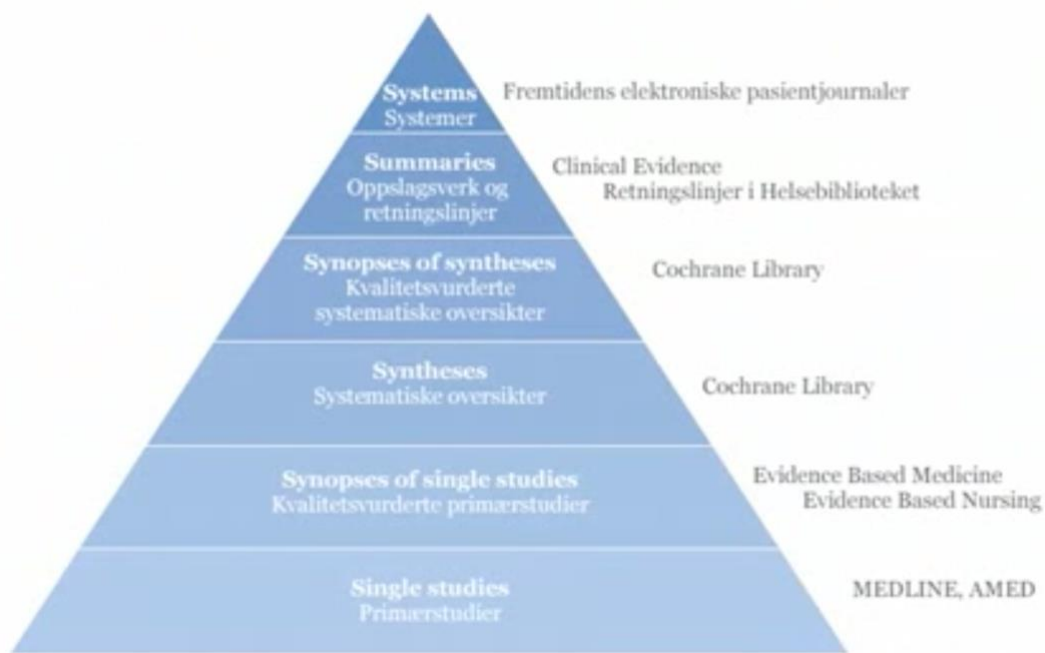 Systems
Systemer
Fremtidens elektroniske pasientjournaler
Summaries
Oppslagsverk og
retningslinjer
Clinical Evidence
Retningslinjer i Helsebiblioteket
Synopses of syntheses
Kvalitetsvurderte
systematiske oversikter
Cochrane Library
Syntheses
Systematiske oversikter
Cochrane Library
Synopses of single studies
Kvalitetsvurderte primærstudier
Evidence Based Medicine
Evidence Based Nursing
Single studies
Primærstudier
MEDLINE, AMED